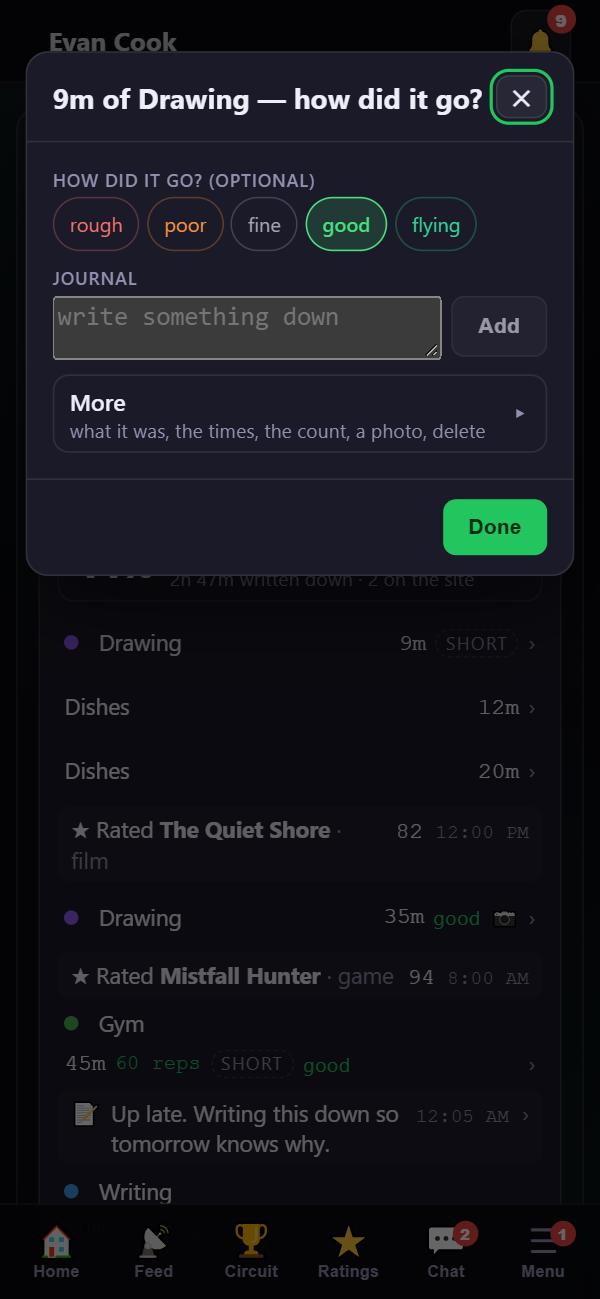 Evan Cook
9
9m of Drawing — how did it go?
HOW DID IT GO? (OPTIONAL)
rough poor fine good flying
JOURNAL
write something down
Add
More
what it was, the times, the count, a photo, delete
Done
2h 47m written down · 2 on the site
Drawing 9m SHORT
Dishes 12m
Dishes 20m
★ Rated The Quiet Shore · 82 12:00 PM
film
Drawing 35m good
★ Rated Mistfall Hunter · game 94 8:00 AM
Gym
45m 60 reps SHORT good
Up late. Writing this down so 12:05 AM
tomorrow knows why.
Writing
2 1
Home Feed Circuit Ratings Chat Menu